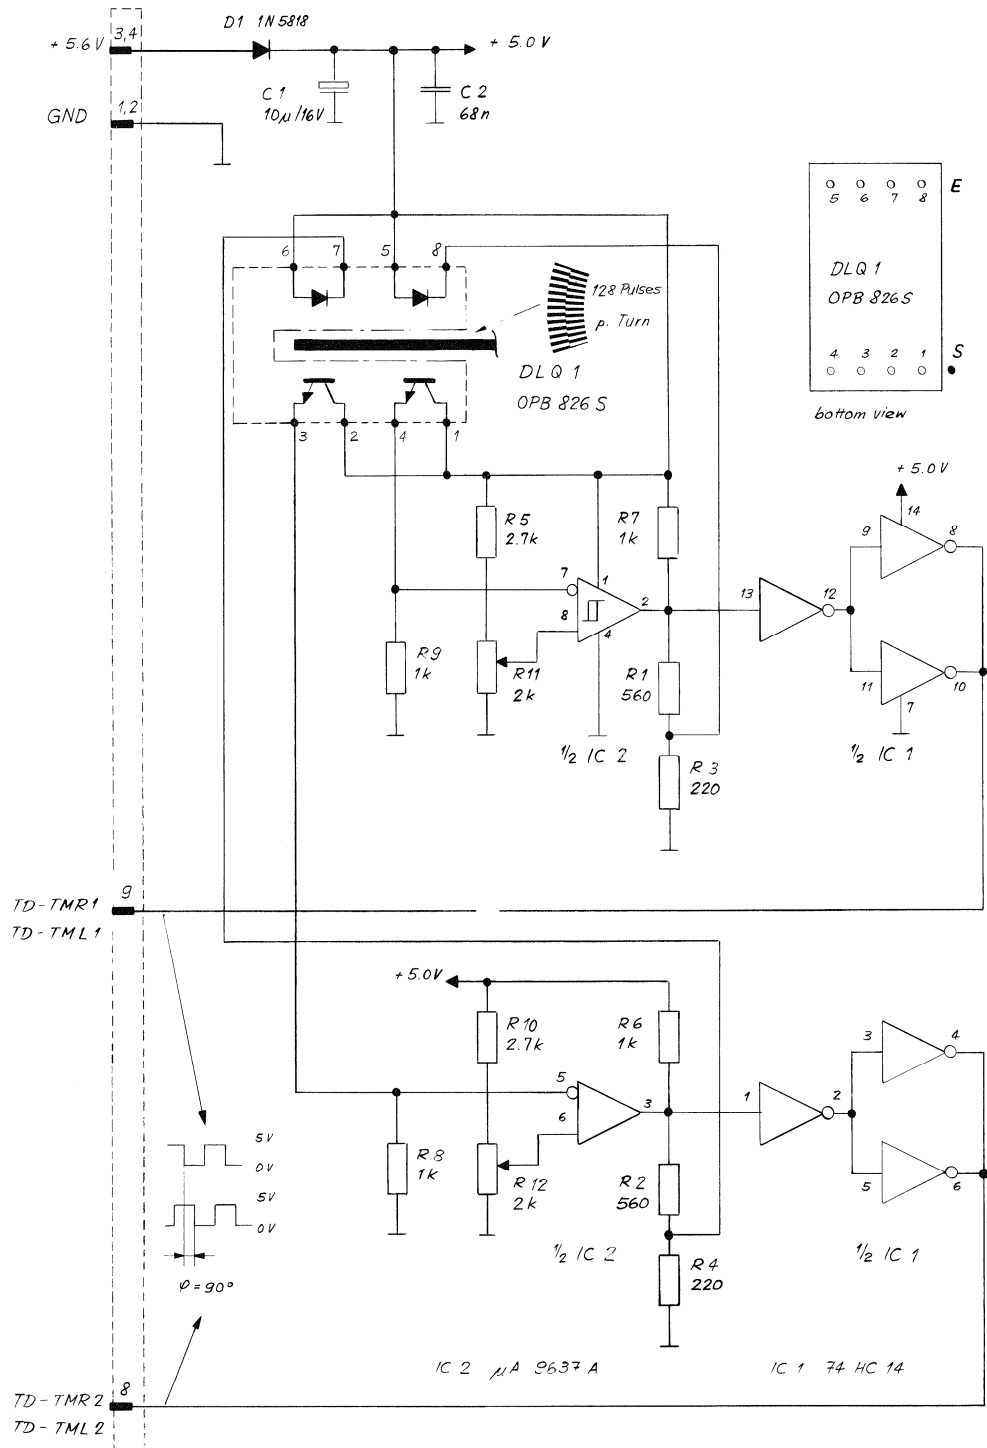 D1 1N5818
+5.6V
3,4
+ 5.0V
C1
10µ/16V
C2
68n
GND
1,2
5 6 7 8
E
DLQ 1
OPB 826 S
4 3 2 1
S
bottom view
6 7 5 8
128 Pulses
p. Turn
DLQ 1
OPB 826 S
3 2 4 1
+ 5.0V
R5
2.7k
R7
1k
14
9
8
7
1
8
2
4
13
12
R9
1k
R11
2k
R1
560
11
10
7
½ IC 2
½ IC 1
R3
220
9
TD-TMR1
TD-TML1
+5.0V
R10
2.7k
R6
1k
3
4
5
6
3
1
2
R8
1k
R12
2k
R2
560
5
6
5V
0V
5V
0V
½ IC 2
½ IC 1
R4
220
φ=90°
IC 2 µA 9637A
IC 1 74 HC 14
8
TD-TMR2
TD-TML2